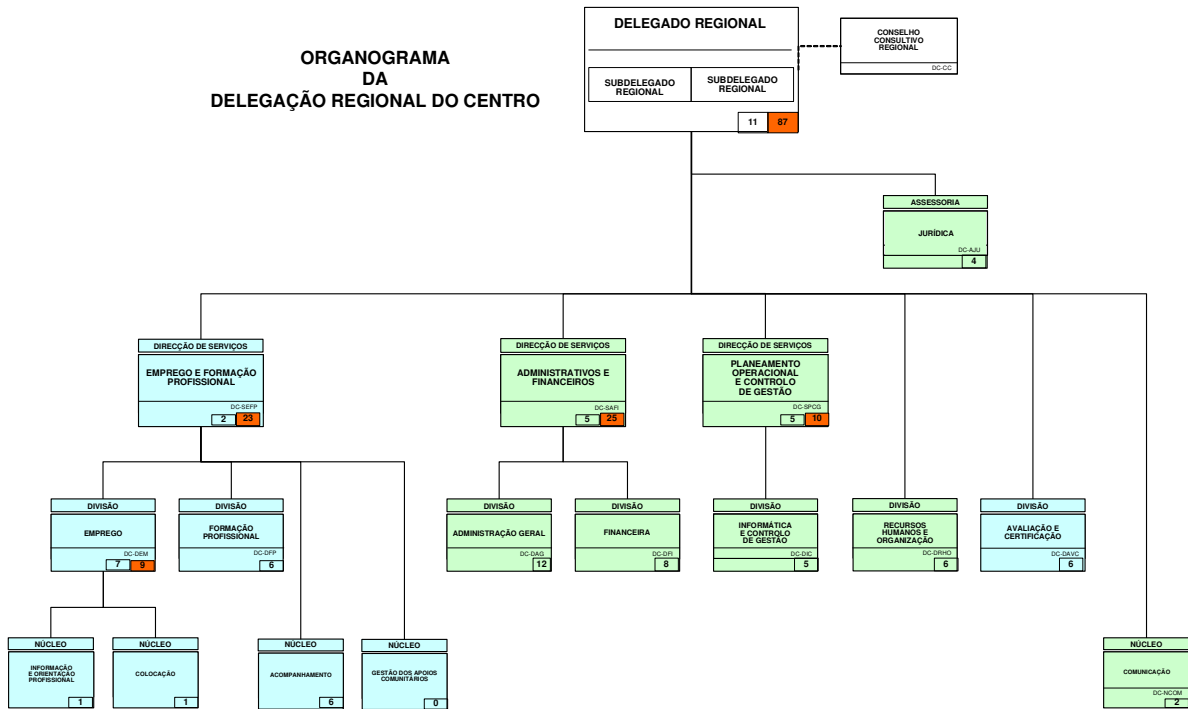 ORGANOGRAMA
DA
DELEGAÇÃO REGIONAL DO CENTRO
DELEGADO REGIONAL
SUBDELEGADO
REGIONAL
SUBDELEGADO
REGIONAL
11
87
CONSELHO
CONSULTIVO
REGIONAL
DC-CC
ASSESSORIA
JURÍDICA
DC-AJU
4
DIRECÇÃO DE SERVIÇOS
EMPREGO E FORMAÇÃO
PROFISSIONAL
DC-SEFP
2
23
DIRECÇÃO DE SERVIÇOS
ADMINISTRATIVOS E
FINANCEIROS
DC-SAFI
5
25
DIRECÇÃO DE SERVIÇOS
PLANEAMENTO
OPERACIONAL
E CONTROLO
DE GESTÃO
DC-SPCG
5
10
DIVISÃO
EMPREGO
DC-DEM
7
9
DIVISÃO
FORMAÇÃO
PROFISSIONAL
DC-DFP
6
DIVISÃO
ADMINISTRAÇÃO GERAL
DC-DAG
12
DIVISÃO
FINANCEIRA
DC-DFI
8
DIVISÃO
INFORMÁTICA
E CONTROLO
DE GESTÃO
DC-DIC
5
DIVISÃO
RECURSOS
HUMANOS E
ORGANIZAÇÃO
DC-DRHO
6
DIVISÃO
AVALIAÇÃO E
CERTIFICAÇÃO
DC-DAVC
6
NÚCLEO
INFORMAÇÃO
E ORIENTAÇÃO
PROFISSIONAL
1
NÚCLEO
COLOCAÇÃO
1
NÚCLEO
ACOMPANHAMENTO
6
NÚCLEO
GESTÃO DOS APOIOS
COMUNITÁRIOS
0
NÚCLEO
COMUNICAÇÃO
DC-NCOM
2